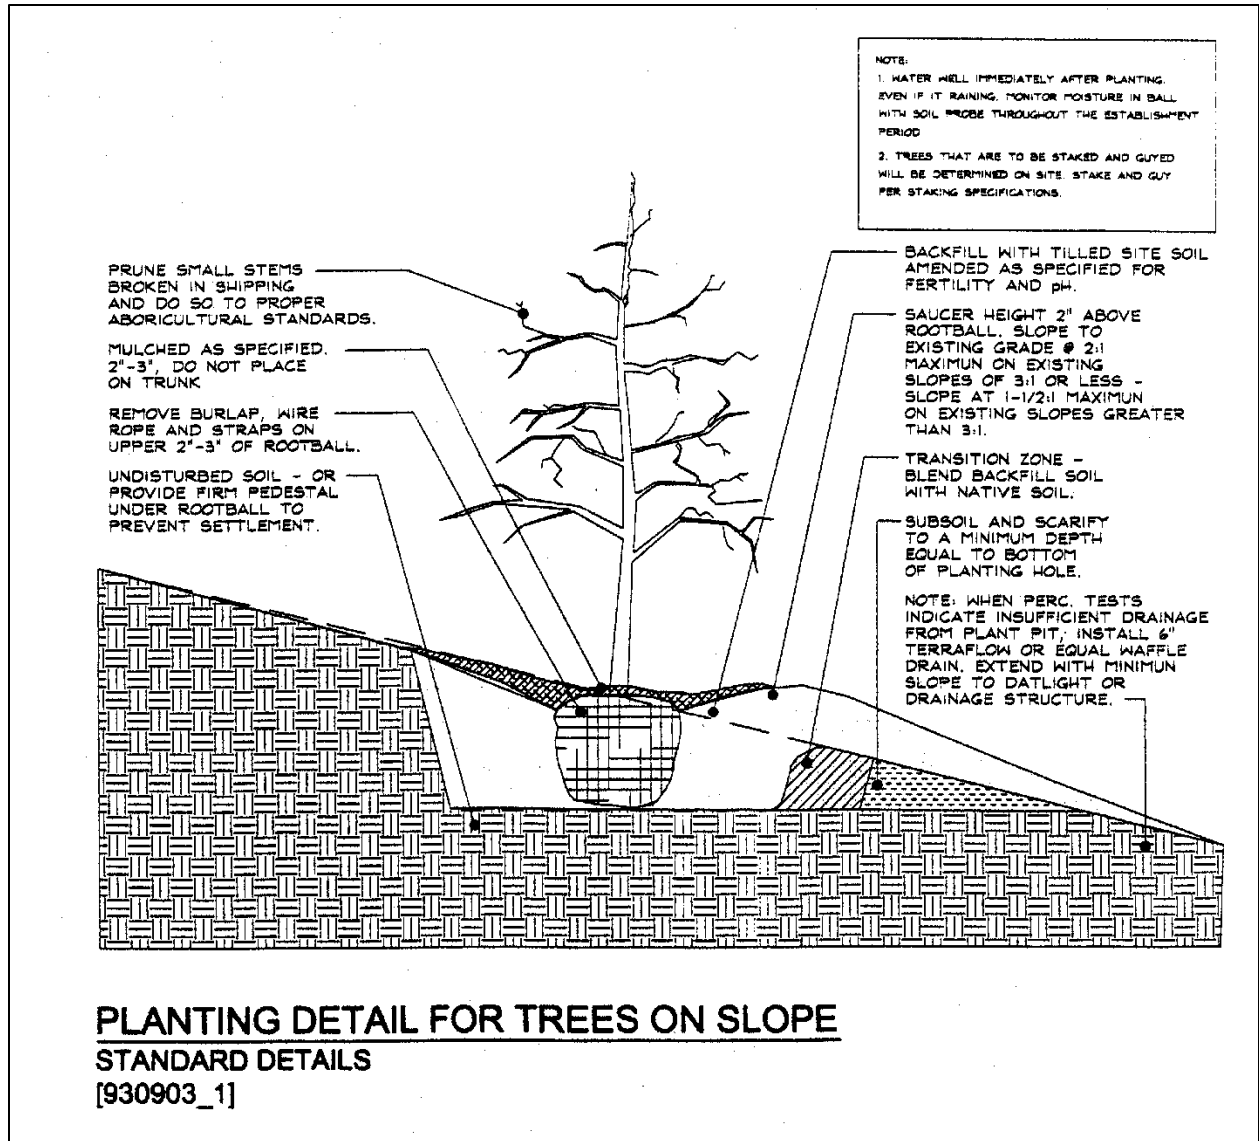 NOTE:
1. WATER WELL IMMEDIATELY AFTER PLANTING.
EVEN IF IT RAINING. MONITOR MOISTURE IN BALL
WITH SOIL PROBE THROUGHOUT THE ESTABLISHMENT
PERIOD
2. TREES THAT ARE TO BE STAKED AND GUYED
WILL BE DETERMINED ON SITE. STAKE AND GUY
PER STAKING SPECIFICATIONS.
PRUNE SMALL STEMS
BROKEN IN SHIPPING
AND DO SO TO PROPER
ABORICULTURAL STANDARDS.
MULCHED AS SPECIFIED.
2"-3", DO NOT PLACE
ON TRUNK
REMOVE BURLAP, WIRE
ROPE AND STRAPS ON
UPPER 2"-3" OF ROOTBALL.
UNDISTURBED SOIL - OR
PROVIDE FIRM PEDESTAL
UNDER ROOTBALL TO
PREVENT SETTLEMENT.
BACKFILL WITH TILLED SITE SOIL
AMENDED AS SPECIFIED FOR
FERTILITY AND pH.
SAUCER HEIGHT 2" ABOVE
ROOTBALL. SLOPE TO
EXISTING GRADE @ 2:1
MAXIMUN ON EXISTING
SLOPES OF 3:1 OR LESS -
SLOPE AT 1-1/2:1 MAXIMUN
ON EXISTING SLOPES GREATER
THAN 3:1.
TRANSITION ZONE -
BLEND BACKFILL SOIL
WITH NATIVE SOIL.
SUBSOIL AND SCARIFY
TO A MINIMUM DEPTH
EQUAL TO BOTTOM
OF PLANTING HOLE.
NOTE: WHEN PERC. TESTS
INDICATE INSUFFICIENT DRAINAGE
FROM PLANT PIT, INSTALL 6"
TERRAFLOW OR EQUAL WAFFLE
DRAIN. EXTEND WITH MINIMUN
SLOPE TO DATLIGHT OR
DRAINAGE STRUCTURE.
PLANTING DETAIL FOR TREES ON SLOPE
STANDARD DETAILS
[930903_1]